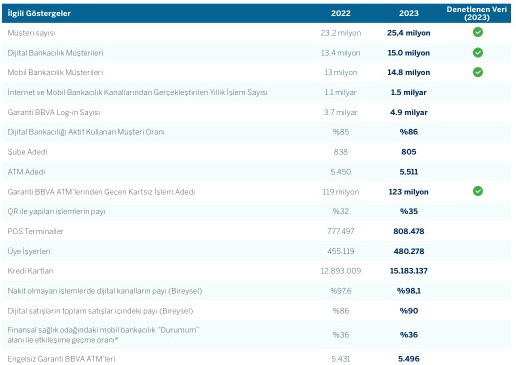 İlgili Göstergeler 2022 2023 Denetlenen Veri (2023)
Müşteri sayısı 23.2 milyon 25,4 milyon
Dijital Bankacılık Müşterileri 13.4 milyon 15.0 milyon
Mobil Bankacılık Müşterileri 13 milyon 14.8 milyon
İnternet ve Mobil Bankacılık Kanallarından Gerçekleştirilen Yıllık İşlem Sayısı 1.1 milyar 1.5 milyar
Garanti BBVA Log-in Sayısı 3.7 milyar 4.9 milyar
Dijital Bankacılığı Aktif Kullanan Müşteri Oranı %85 %86
Şube Adedi 838 805
ATM Adedi 5.450 5.511
Garanti BBVA ATM'lerinden Geçen Kartsız İşlem Adedi 119 milyon 123 milyon
QR ile yapılan işlemlerin payı %32 %35
POS Terminaller 777.497 808.478
Üye İşyerleri 455.119 480.278
Kredi Kartları 12.893.009 15.183.137
Nakit olmayan işlemlerde dijital kanalların payı (Bireysel) %97.6 %98,1
Dijital satışların toplam satışlar içindeki payı (Bireysel) %86 %90
Finansal sağlık odağındaki mobil bankacılık "Durumum"
alanı ile etkileşime geçme oranı* %36 %36
Engelsiz Garanti BBVA ATM'leri 5.431 5.496